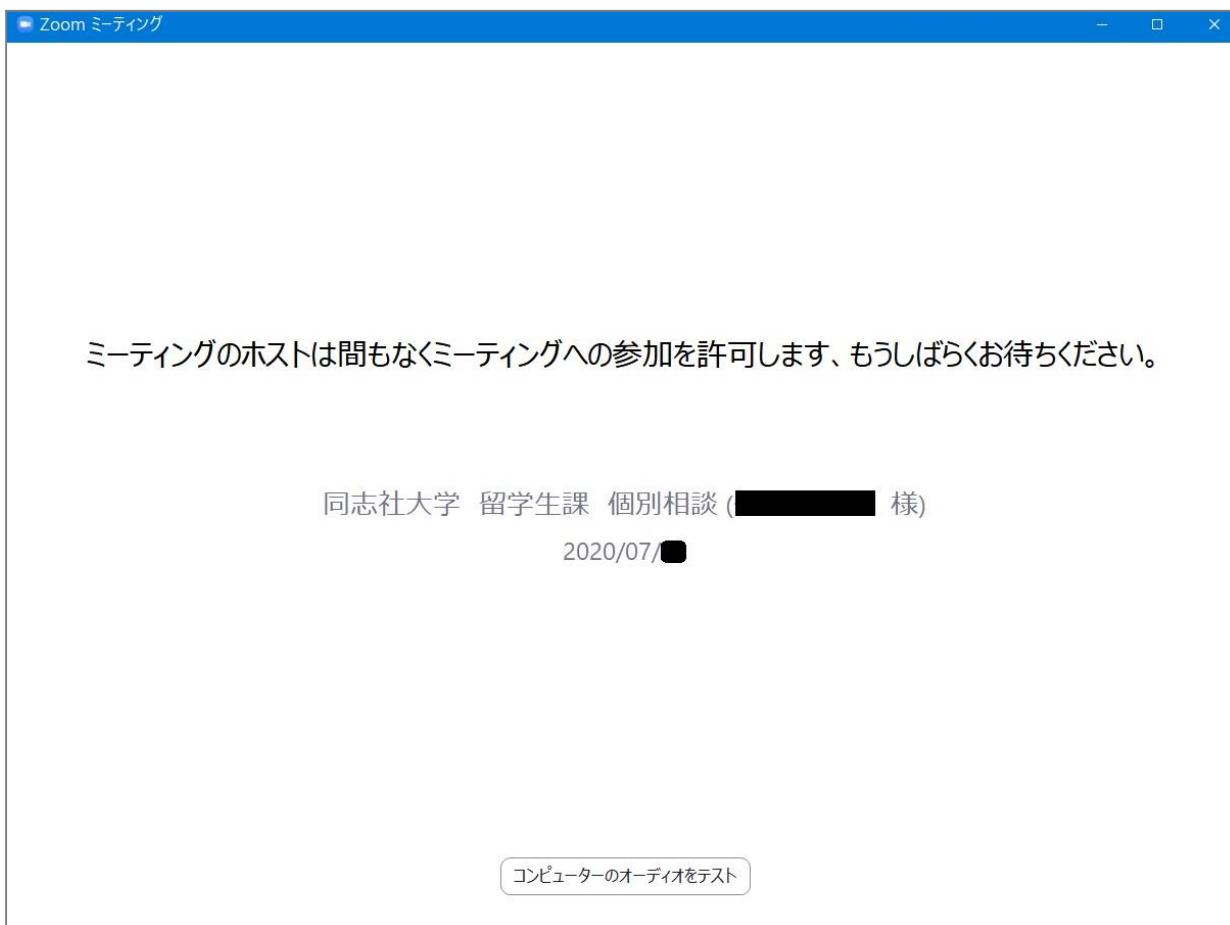 Zoom ミーティング
ミーティングのホストは間もなくミーティングへの参加を許可します、もうしばらくお待ちください。
同志社大学 留学生課 個別相談 ( 様)
2020/07/
コンピューターのオーディオをテスト